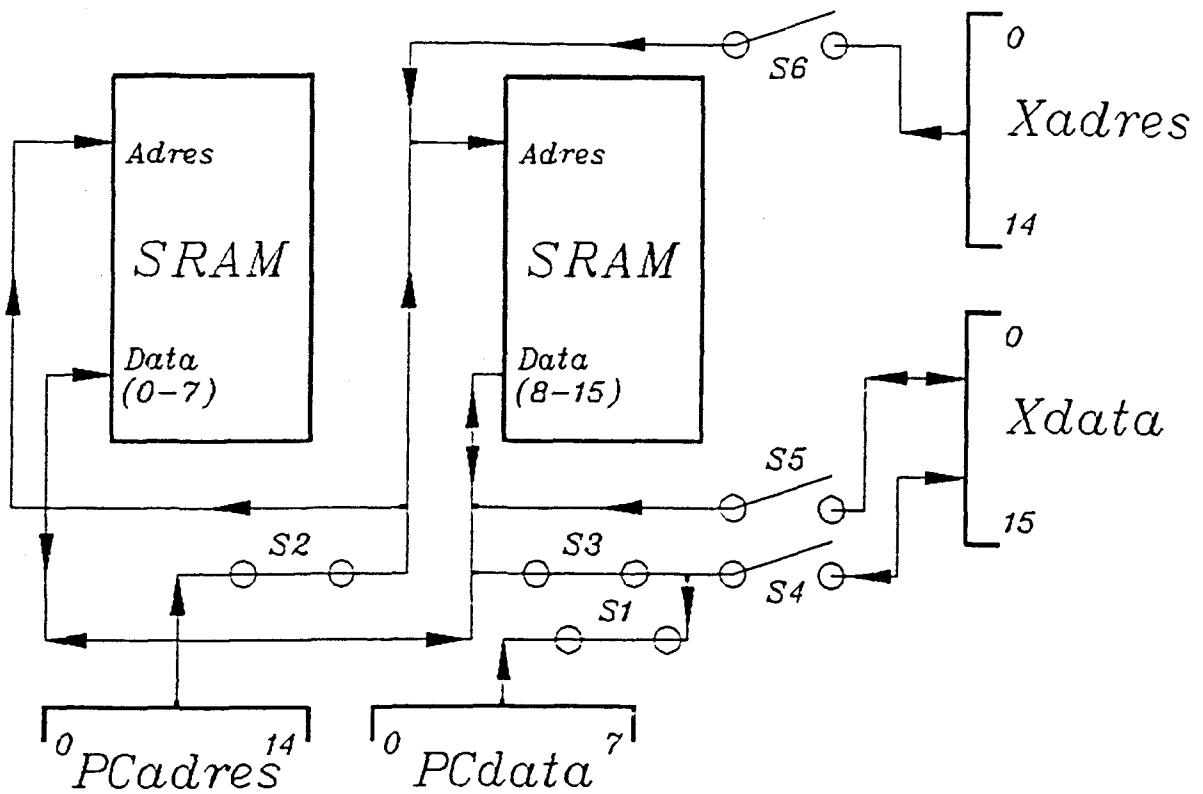 0
S6
Xadres
14
Adres
SRAM
Data
(0-7)
Adres
SRAM
Data
(8-15)
0
Xdata
15
S5
S2
S3
S4
S1
0 14
PCadres
0 7
PCdata